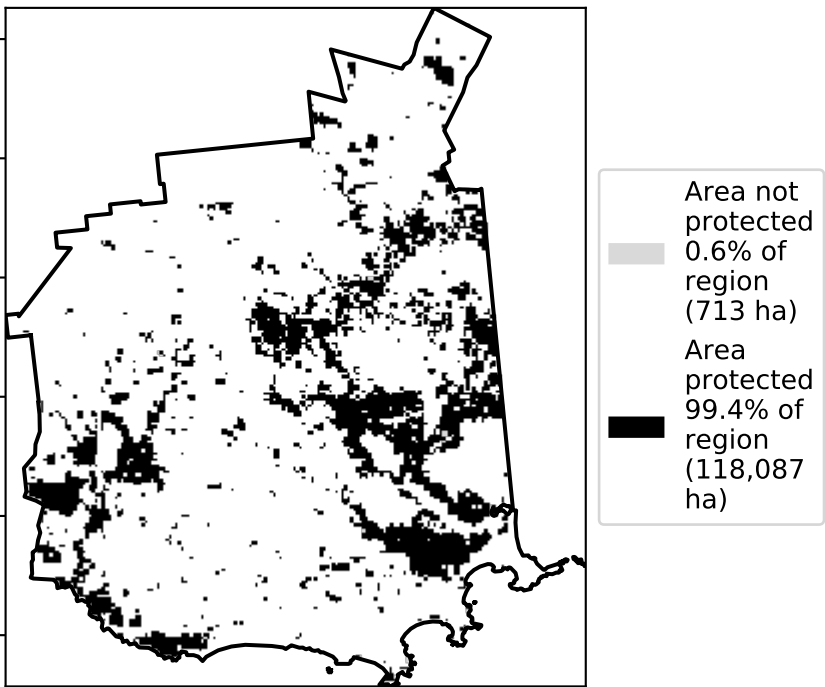 Area not
protected
0.6% of
region
(713 ha)
Area
protected
99.4% of
region
(118,087
ha)